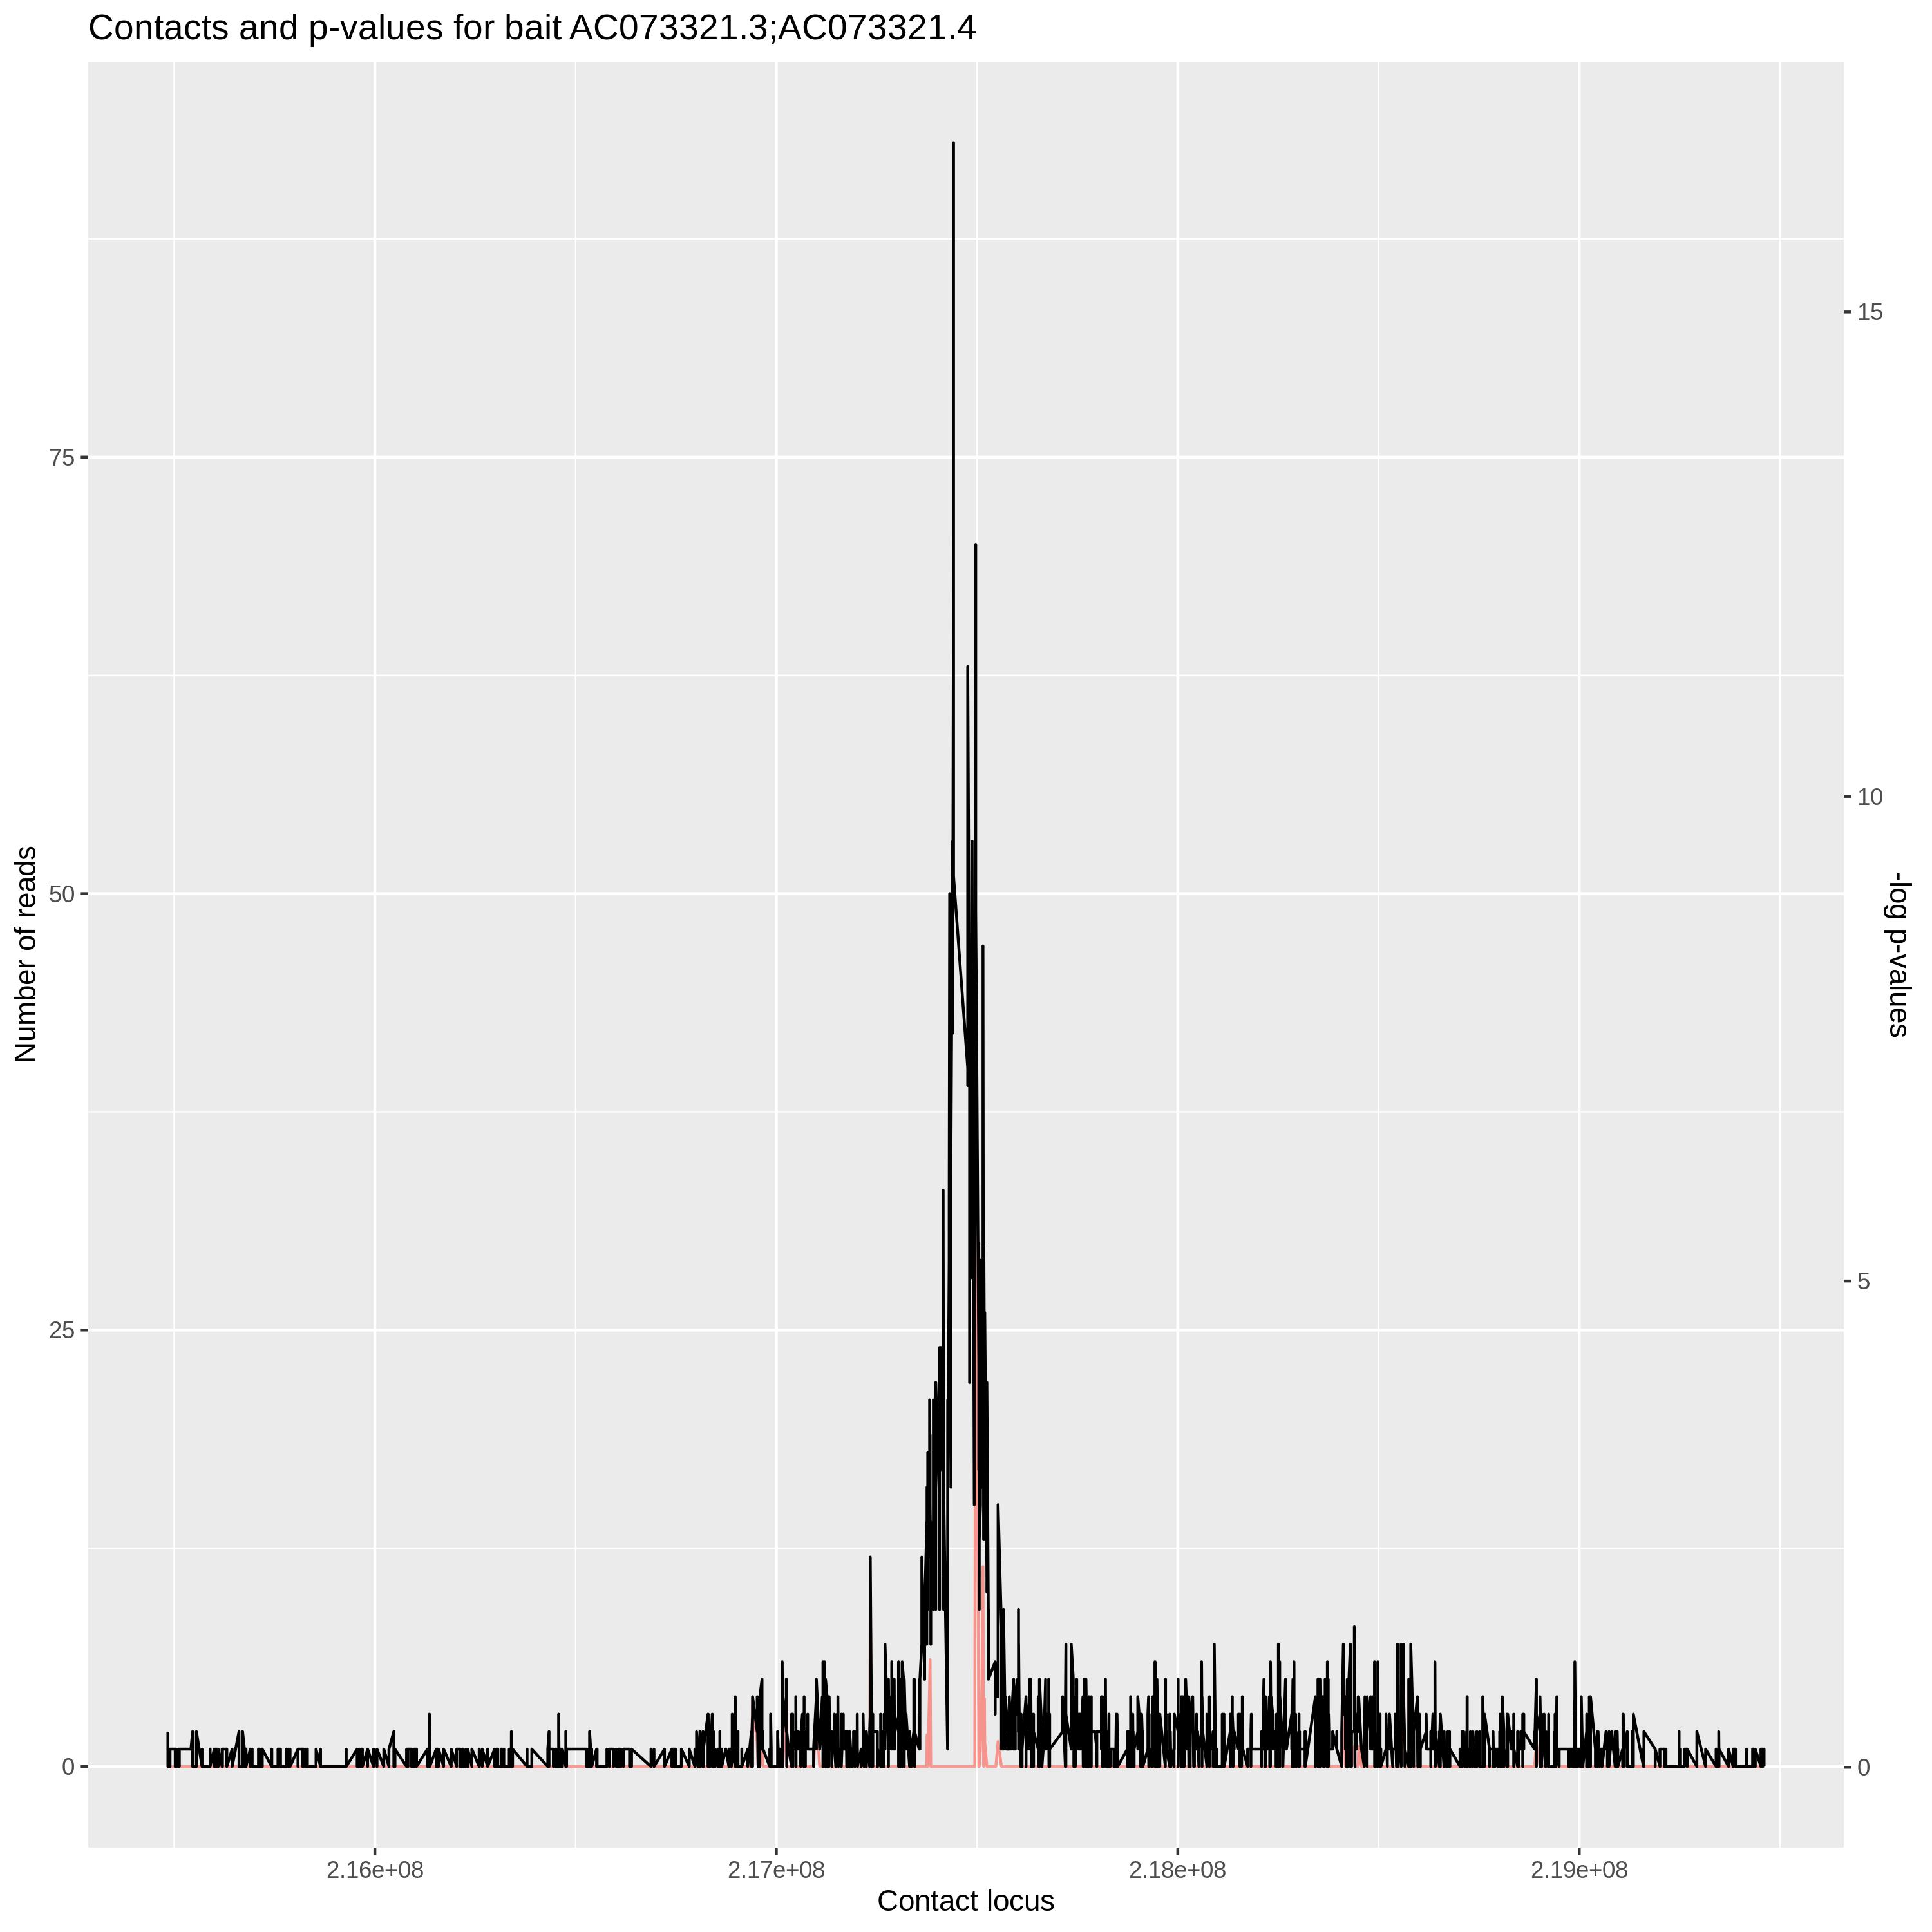 Contacts and p-values for bait AC073321.3;AC073321.4
15
75
10
50
Number of reads
-log p-values
5
25
0
0
2.16e+08 2.17e+08 2.18e+08 2.19e+08
Contact locus